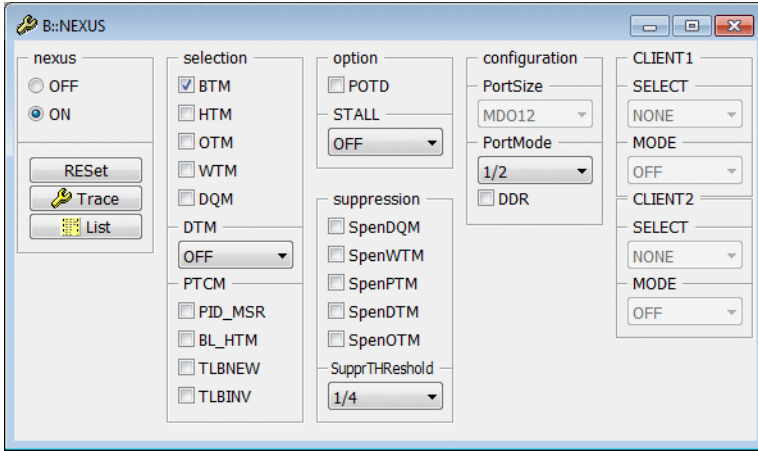 B::NEXUS
nexus
OFF
ON
RESet
Trace
List
selection
BTM
HTM
OTM
WTM
DQM
DTM
OFF
PTCM
PID_MSR
BL_HTM
TLBNEW
TLBINV
option
POTD
STALL
OFF
suppression
SpenDQM
SpenWTM
SpenPTM
SpenDTM
SpenOTM
SupprTHReshold
1/4
configuration
PortSize
MDO12
PortMode
1/2
DDR
CLIENT1
SELECT
NONE
MODE
OFF
CLIENT2
SELECT
NONE
MODE
OFF